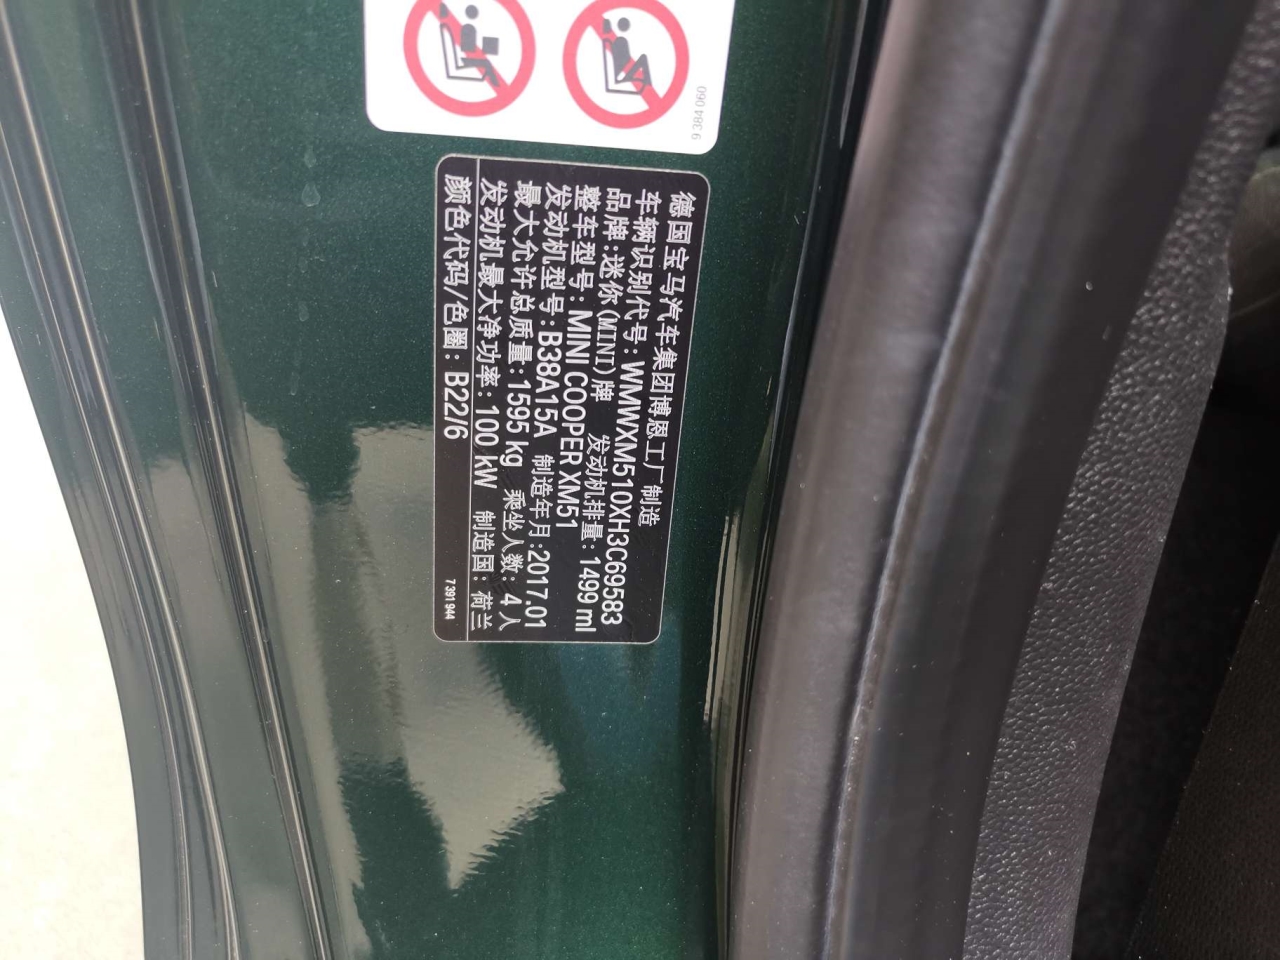 9 384 060
德国宝马汽车集团博恩工厂制造
车辆识别代号: WMWXM510XH3C69583
品牌:迷你(MINI)牌 发动机排量: 1499 ml
整车型号: MINI COOPER XM51
发动机型号: B38A15A 制造年月:2017.01
最大允许总质量:1595 kg 乘坐人数: 4人
发动机最大净功率: 100 kW 制造国: 荷兰
颜色代码/色圈: B22/6
7 391 944